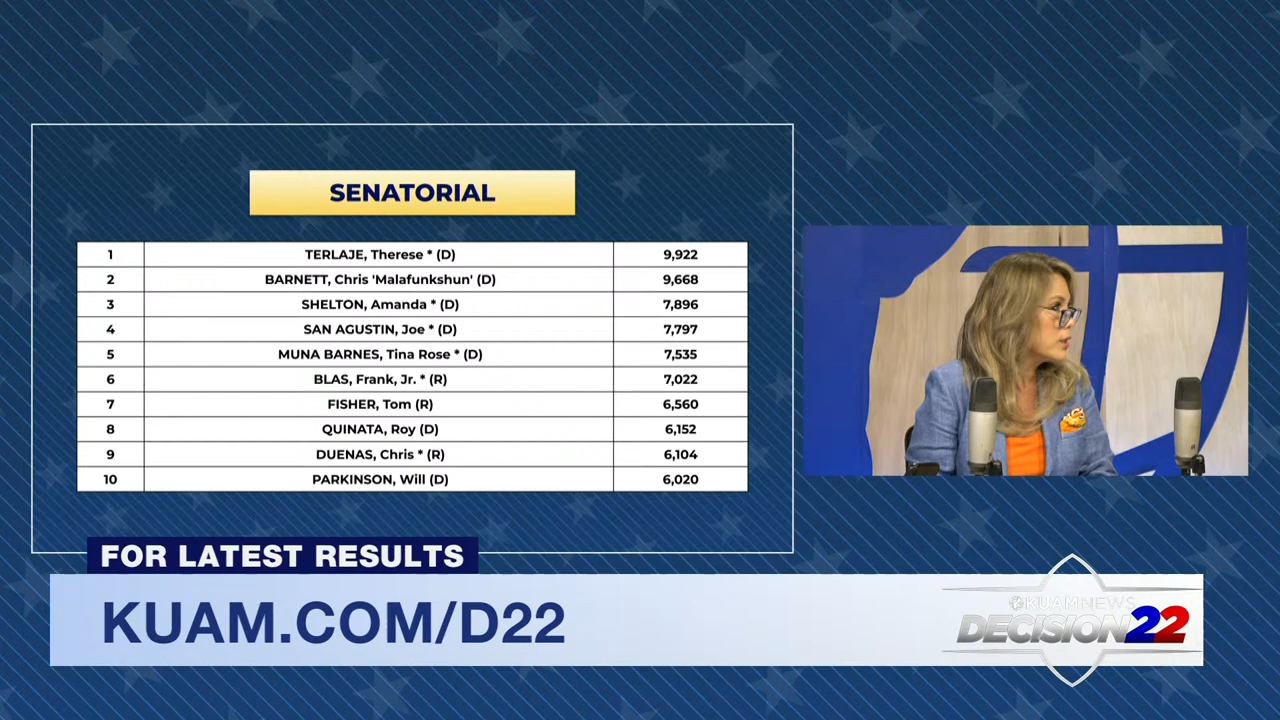 SENATORIAL
1 TERLAJE, Therese * (D) 9,922
2 BARNETT, Chris 'Malafunkshun' (D) 9,668
3 SHELTON, Amanda * (D) 7,896
4 SAN AGUSTIN, Joe * (D) 7,797
5 MUNA BARNES, Tina Rose * (D) 7,535
6 BLAS, Frank, Jr. * (R) 7,022
7 FISHER, Tom (R) 6,560
8 QUINATA, Roy (D) 6,152
9 DUENAS, Chris * (R) 6,104
10 PARKINSON, Will (D) 6,020
FOR LATEST RESULTS
KUAM.COM/D22
KUAMNEWS
DECISION22